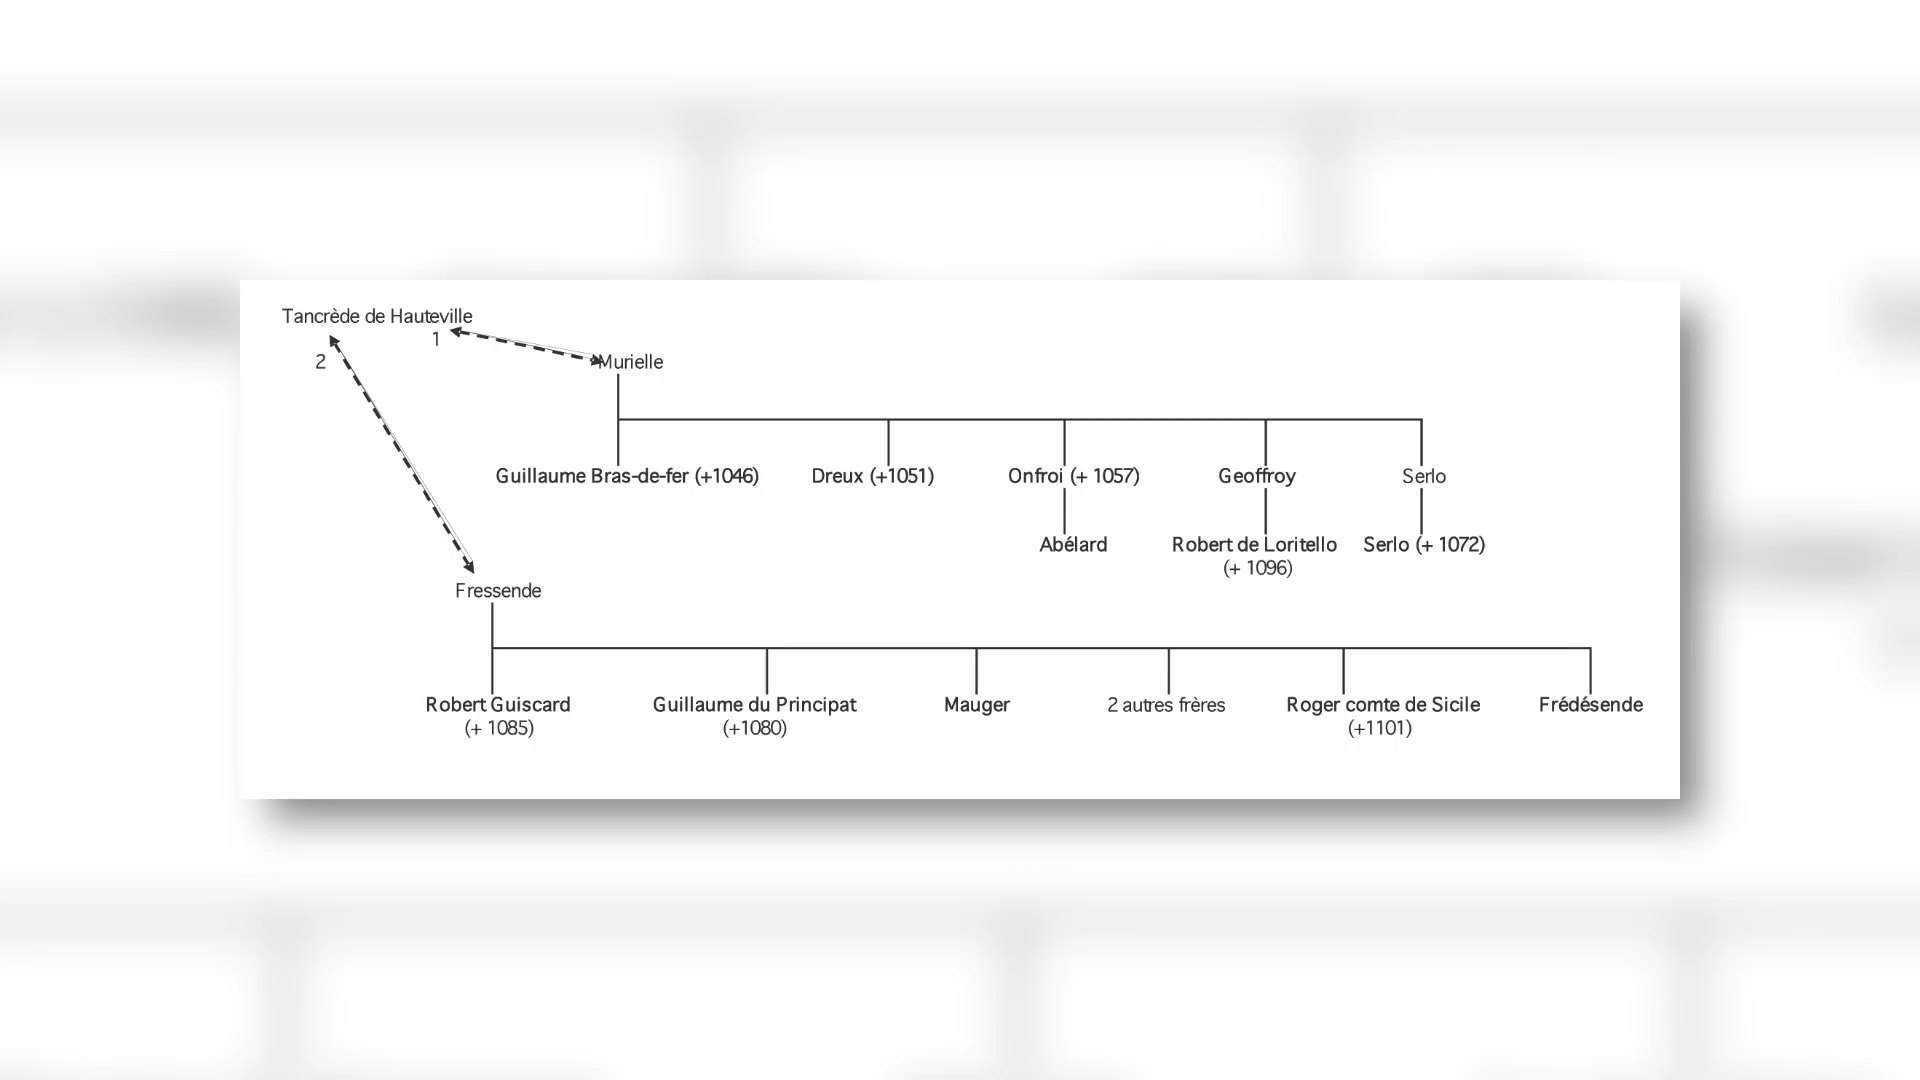 Tancrède de Hauteville
1
2
Murielle
Guillaume Bras-de-fer (+1046)
Dreux (+1051)
Onfroi (+ 1057)
Geoffroy
Serlo
Abélard
Robert de Loritello
(+ 1096)
Serlo (+ 1072)
Fressende
Robert Guiscard
(+ 1085)
Guillaume du Principat
(+1080)
Mauger
2 autres frères
Roger comte de Sicile
(+1101)
Frédésende